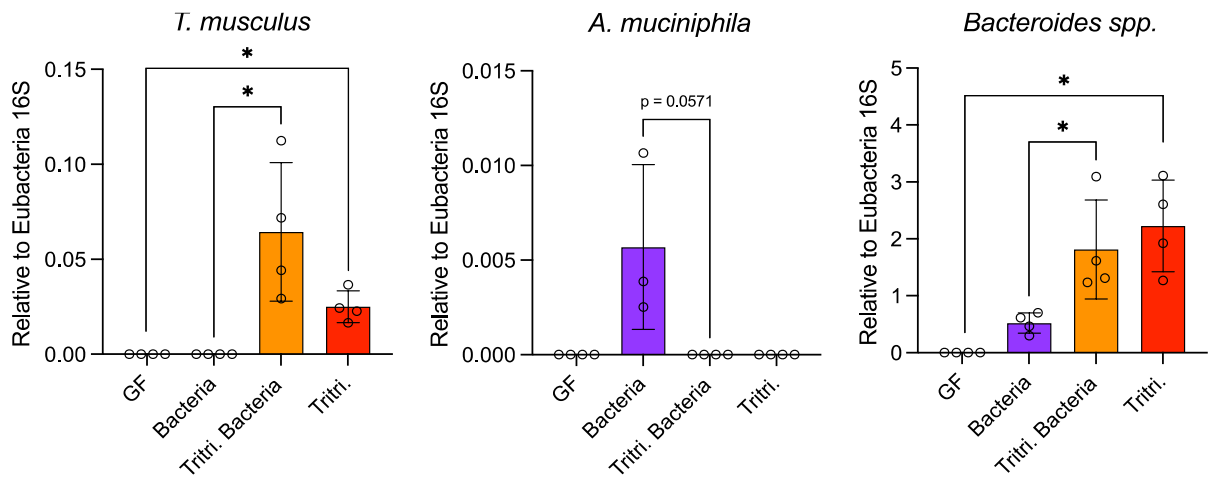 T. musculus
Relative to Eubacteria 16S
0.15
0.10
0.05
0.00
*
*
GF
Bacteria
Tritri. Bacteria
Tritri.
A. muciniphila
Relative to Eubacteria 16S
0.015
0.010
0.005
0.000
p = 0.0571
GF
Bacteria
Tritri. Bacteria
Tritri.
Bacteroides spp.
Relative to Eubacteria 16S
5
4
3
2
1
0
*
*
GF
Bacteria
Tritri. Bacteria
Tritri.